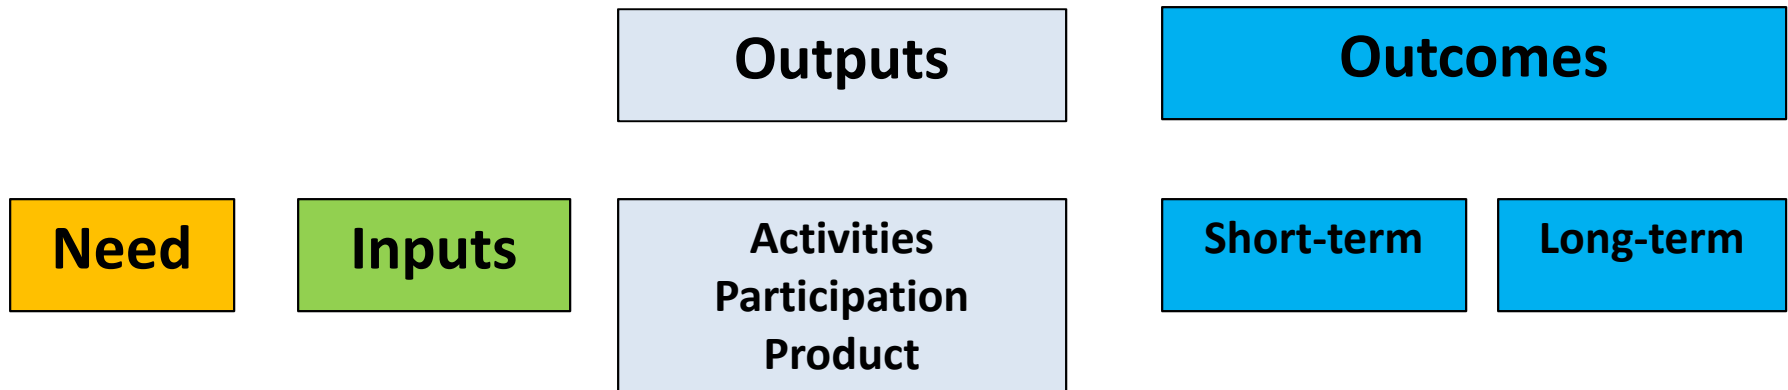 Outputs
Outcomes
Need
Inputs
Activities
Participation
Product
Short-term
Long-term